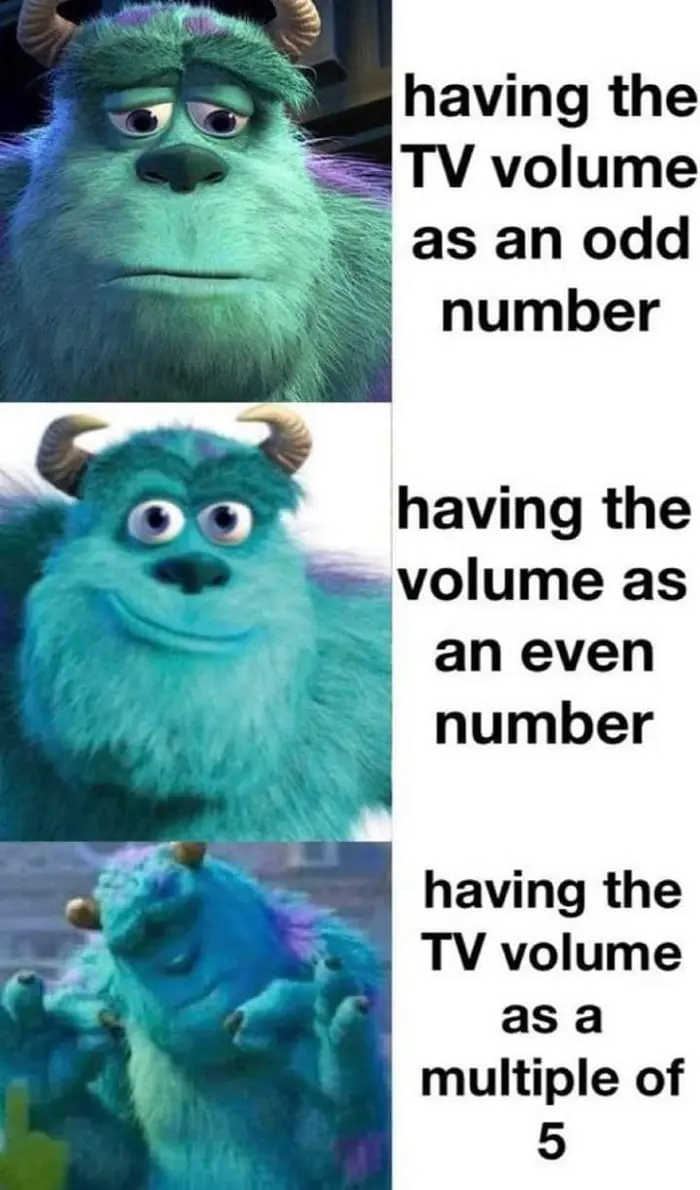 having the
TV volume
as an odd
number
having the
volume as
an even
number
having the
TV volume
as a
multiple of
5